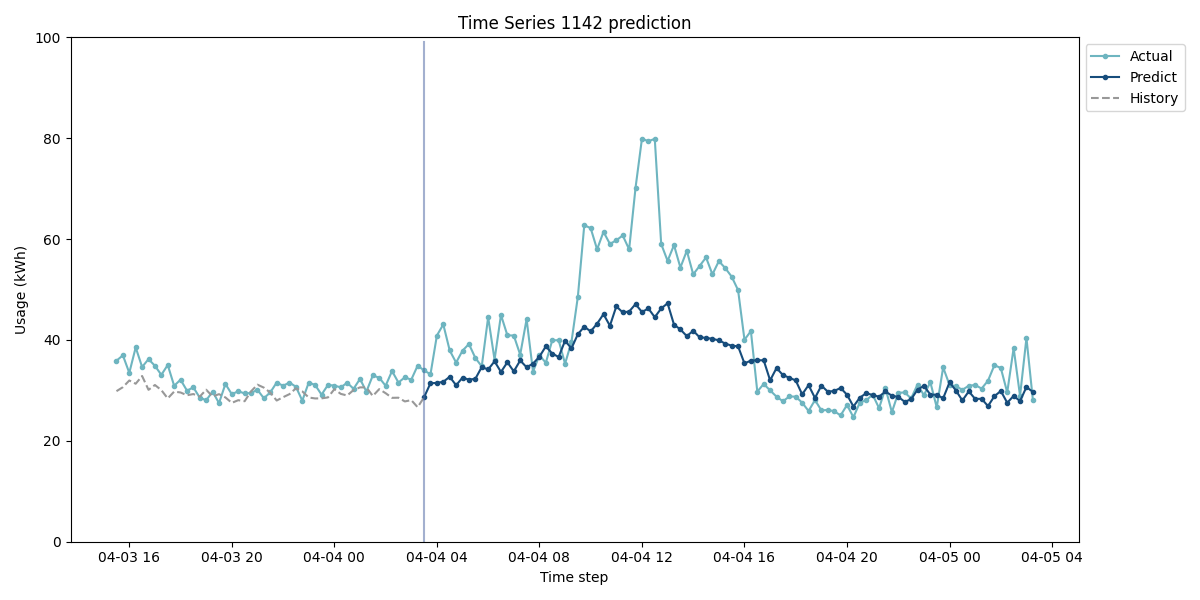 Time Series 1142 prediction
Usage (kWh)
100
80
60
40
20
0
04-03 16
04-03 20
04-04 00
04-04 04
04-04 08
04-04 12
04-04 16
04-04 20
04-05 00
04-05 04
Time step
Actual
Predict
History